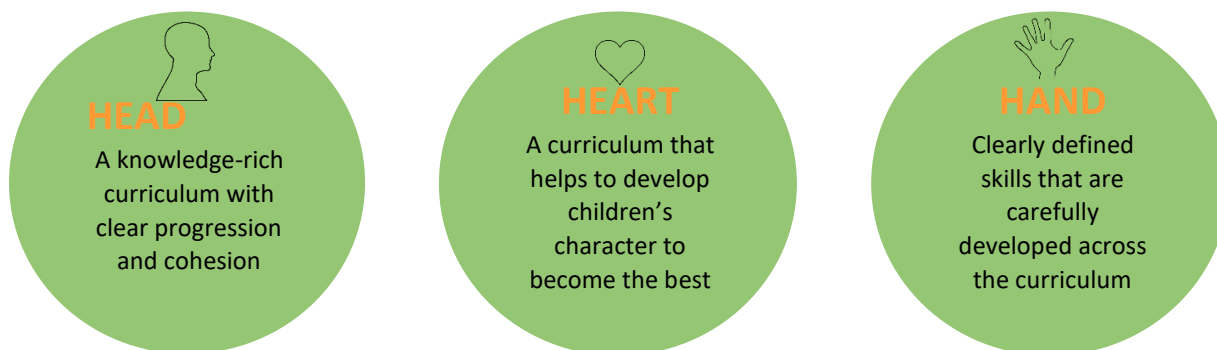 HEAD
A knowledge-rich
curriculum with
clear progression
and cohesion
HEART
A curriculum that
helps to develop
children's
character to
become the best
HAND
Clearly defined
skills that are
carefully
developed across
the curriculum